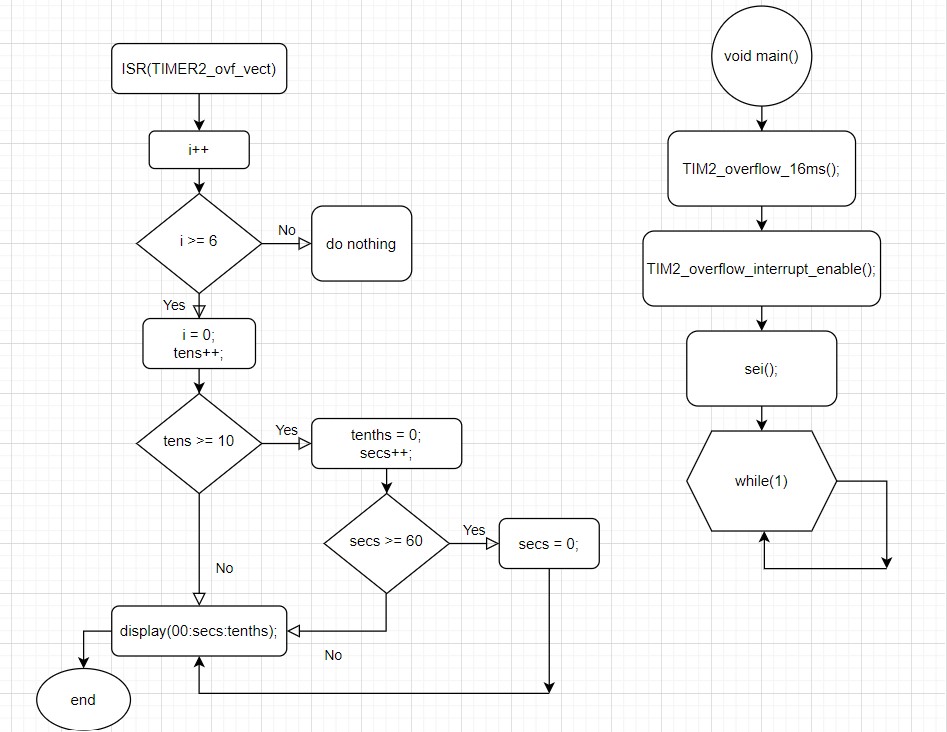 ISR(TIMER2_ovf_vect)
i++
i >= 6
No
do nothing
Yes
i = 0;
tens++;
tens >= 10
Yes
tenths = 0;
secs++;
secs >= 60
Yes
secs = 0;
No
display(00:secs:tenths);
No
end
void main()
TIM2_overflow_16ms();
TIM2_overflow_interrupt_enable();
sei();
while(1)